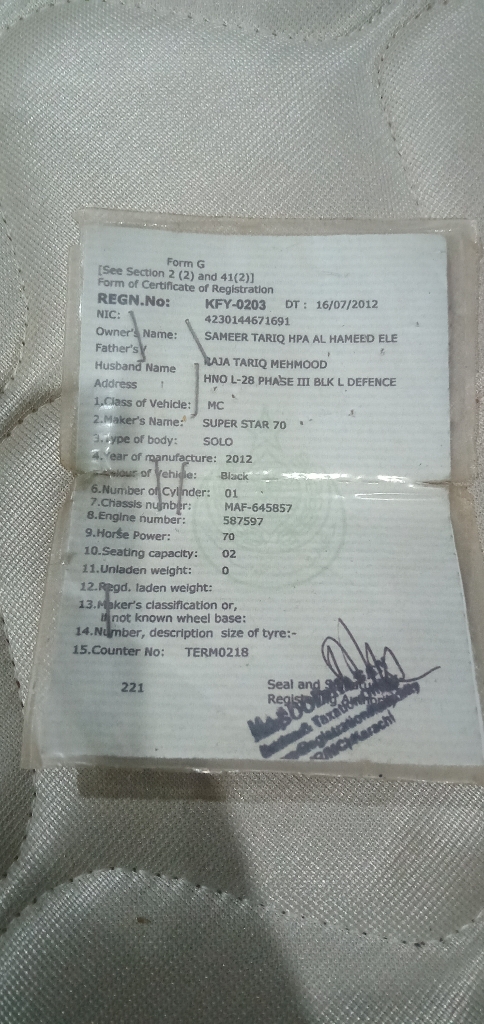 Form G
[See Section 2 (2) and 41(2)]
Form of Certificate of Registration
REGN.No: KFY-0203 DT : 16/07/2012
NIC: 4230144671691
Owner's Name: SAMEER TARIQ HPA AL HAMEED ELE
Father's/
Husband Name RAJA TARIQ MEHMOOD
Address HNO L-28 PHASE III BLK L DEFENCE
1.Class of Vehicle: MC
2.Maker's Name: SUPER STAR 70
3.Type of body: SOLO
4.Year of manufacture: 2012
5.Colour of Vehicle: Black
6.Number of Cylinder: 01
7.Chassis number: MAF-645857
8.Engine number: 587597
9.Horse Power: 70
10.Seating capacity: 02
11.Unladen weight: 0
12.Regd. laden weight:
13.Maker's classification or,
if not known wheel base:
14.Number, description size of tyre:-
15.Counter No: TERM0218
221 Seal and
Taxation
Karachi